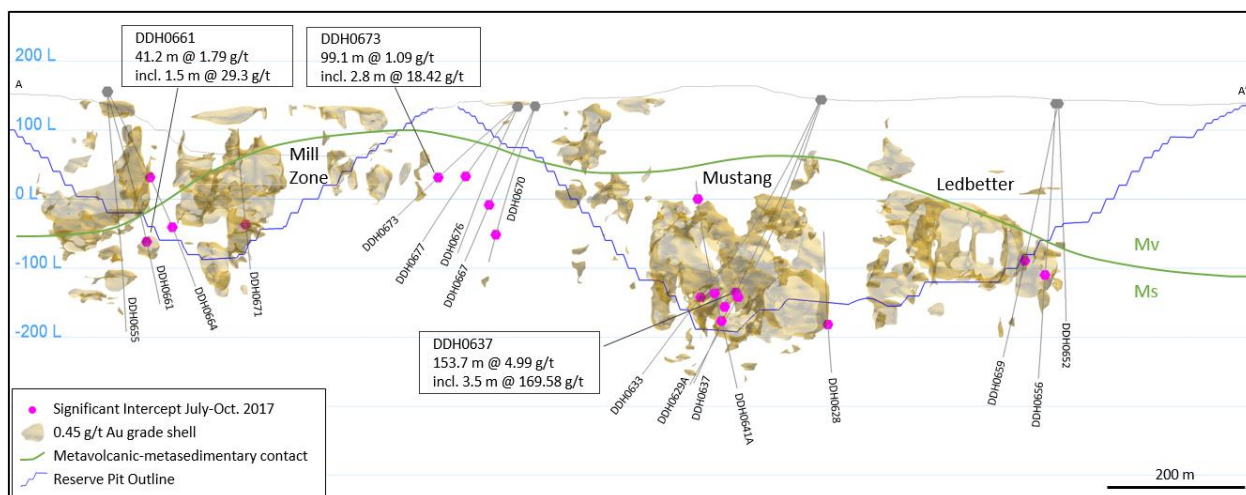 DDH0661
41.2 m @ 1.79 g/t
incl. 1.5 m @ 29.3 g/t
DDH0673
99.1 m @ 1.09 g/t
incl. 2.8 m @ 18.42 g/t
200 L
A
A'
100 L
Mill
Zone
Mustang
Ledbetter
0 L
DDH0673
DDH0677
DDH0676
DDH0667
DDH0670
Mv
Ms
-100 L
DDH0655
DDH0661
DDH0664
DDH0671
-200 L
DDH0637
153.7 m @ 4.99 g/t
incl. 3.5 m @ 169.58 g/t
DDH0633
DDH0629A
DDH0637
DDH0641A
DDH0628
DDH0659
DDH0656
DDH0652
Significant Intercept July-Oct. 2017
0.45 g/t Au grade shell
Metavolcanic-metasedimentary contact
Reserve Pit Outline
200 m